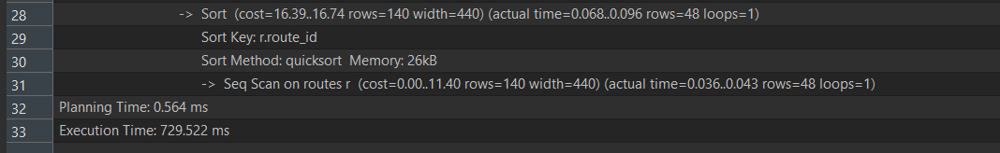 28 -> Sort (cost=16.39..16.74 rows=140 width=440) (actual time=0.068..0.096 rows=48 loops=1)
29 Sort Key: r.route_id
30 Sort Method: quicksort Memory: 26kB
31 -> Seq Scan on routes r (cost=0.00..11.40 rows=140 width=440) (actual time=0.036..0.043 rows=48 loops=1)
32 Planning Time: 0.564 ms
33 Execution Time: 729.522 ms